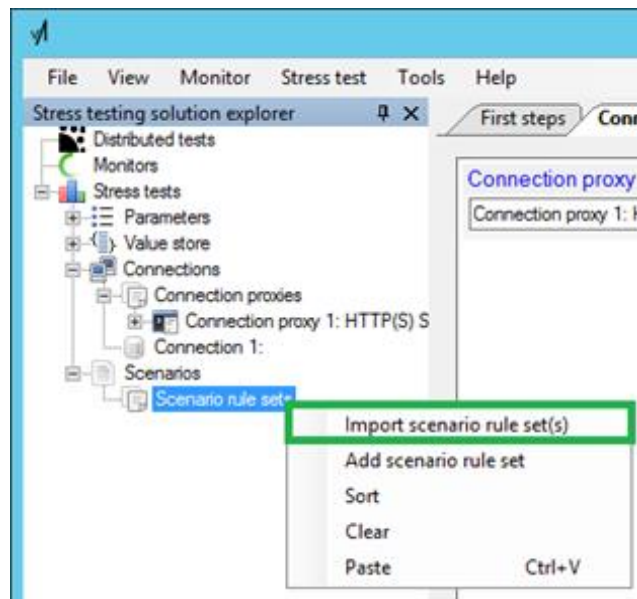 File View Monitor Stress test Tools Help
Stress testing solution explorer
First steps
Distributed tests
Monitors
Stress tests
Parameters
Value store
Connections
Connection proxies
Connection proxy 1: HTTP(S) S
Connection 1:
Scenarios
Scenario rule sets
Connection proxy
Connection proxy 1:
Import scenario rule set(s)
Add scenario rule set
Sort
Clear
Paste Ctrl+V